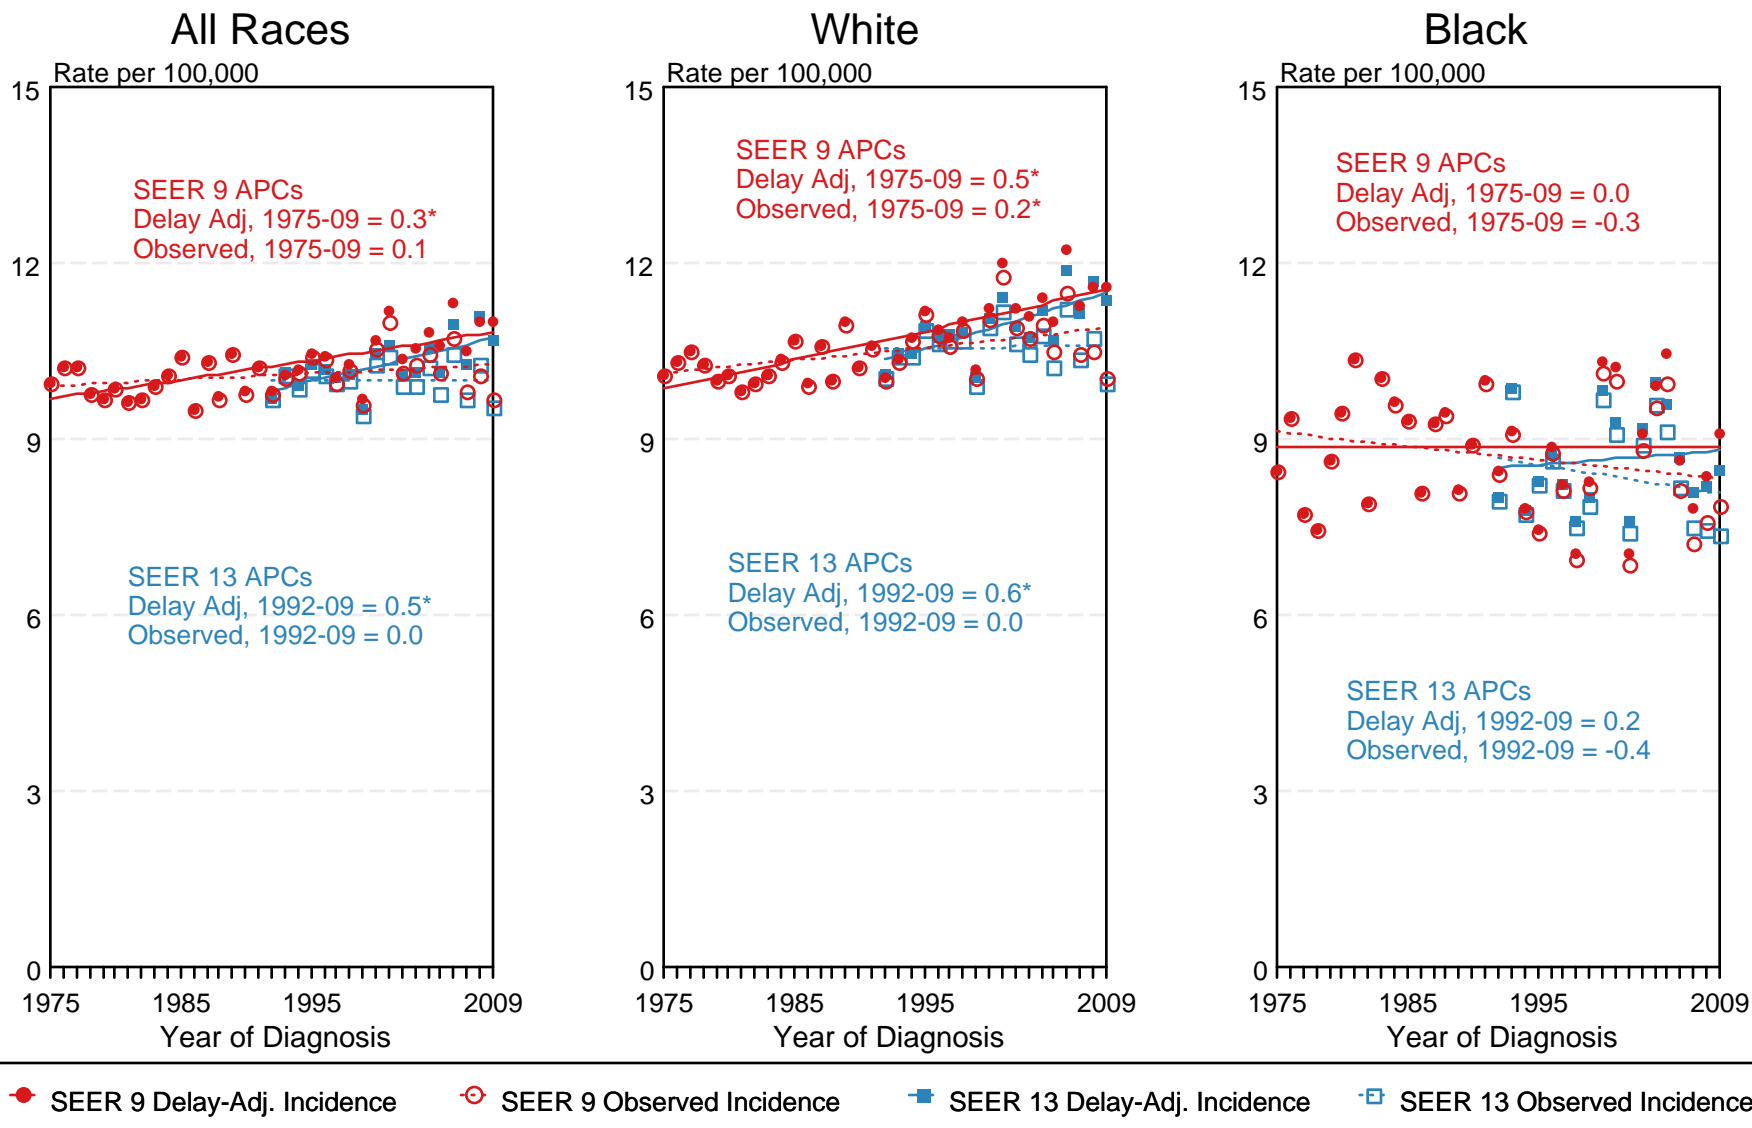 All Races
White
Black
Rate per 100,000
Rate per 100,000
Rate per 100,000
15
12
9
6
3
0
SEER 9 APCs
Delay Adj, 1975-09 = 0.3*
Observed, 1975-09 = 0.1
SEER 13 APCs
Delay Adj, 1992-09 = 0.5*
Observed, 1992-09 = 0.0
1975 1985 1995 2009
Year of Diagnosis
15
12
9
6
3
0
SEER 9 APCs
Delay Adj, 1975-09 = 0.5*
Observed, 1975-09 = 0.2*
SEER 13 APCs
Delay Adj, 1992-09 = 0.6*
Observed, 1992-09 = 0.0
1975 1985 1995 2009
Year of Diagnosis
15
12
9
6
3
0
SEER 9 APCs
Delay Adj, 1975-09 = 0.0
Observed, 1975-09 = -0.3
SEER 13 APCs
Delay Adj, 1992-09 = 0.2
Observed, 1992-09 = -0.4
1975 1985 1995 2009
Year of Diagnosis
SEER 9 Delay-Adj. Incidence
SEER 9 Observed Incidence
SEER 13 Delay-Adj. Incidence
SEER 13 Observed Incidence